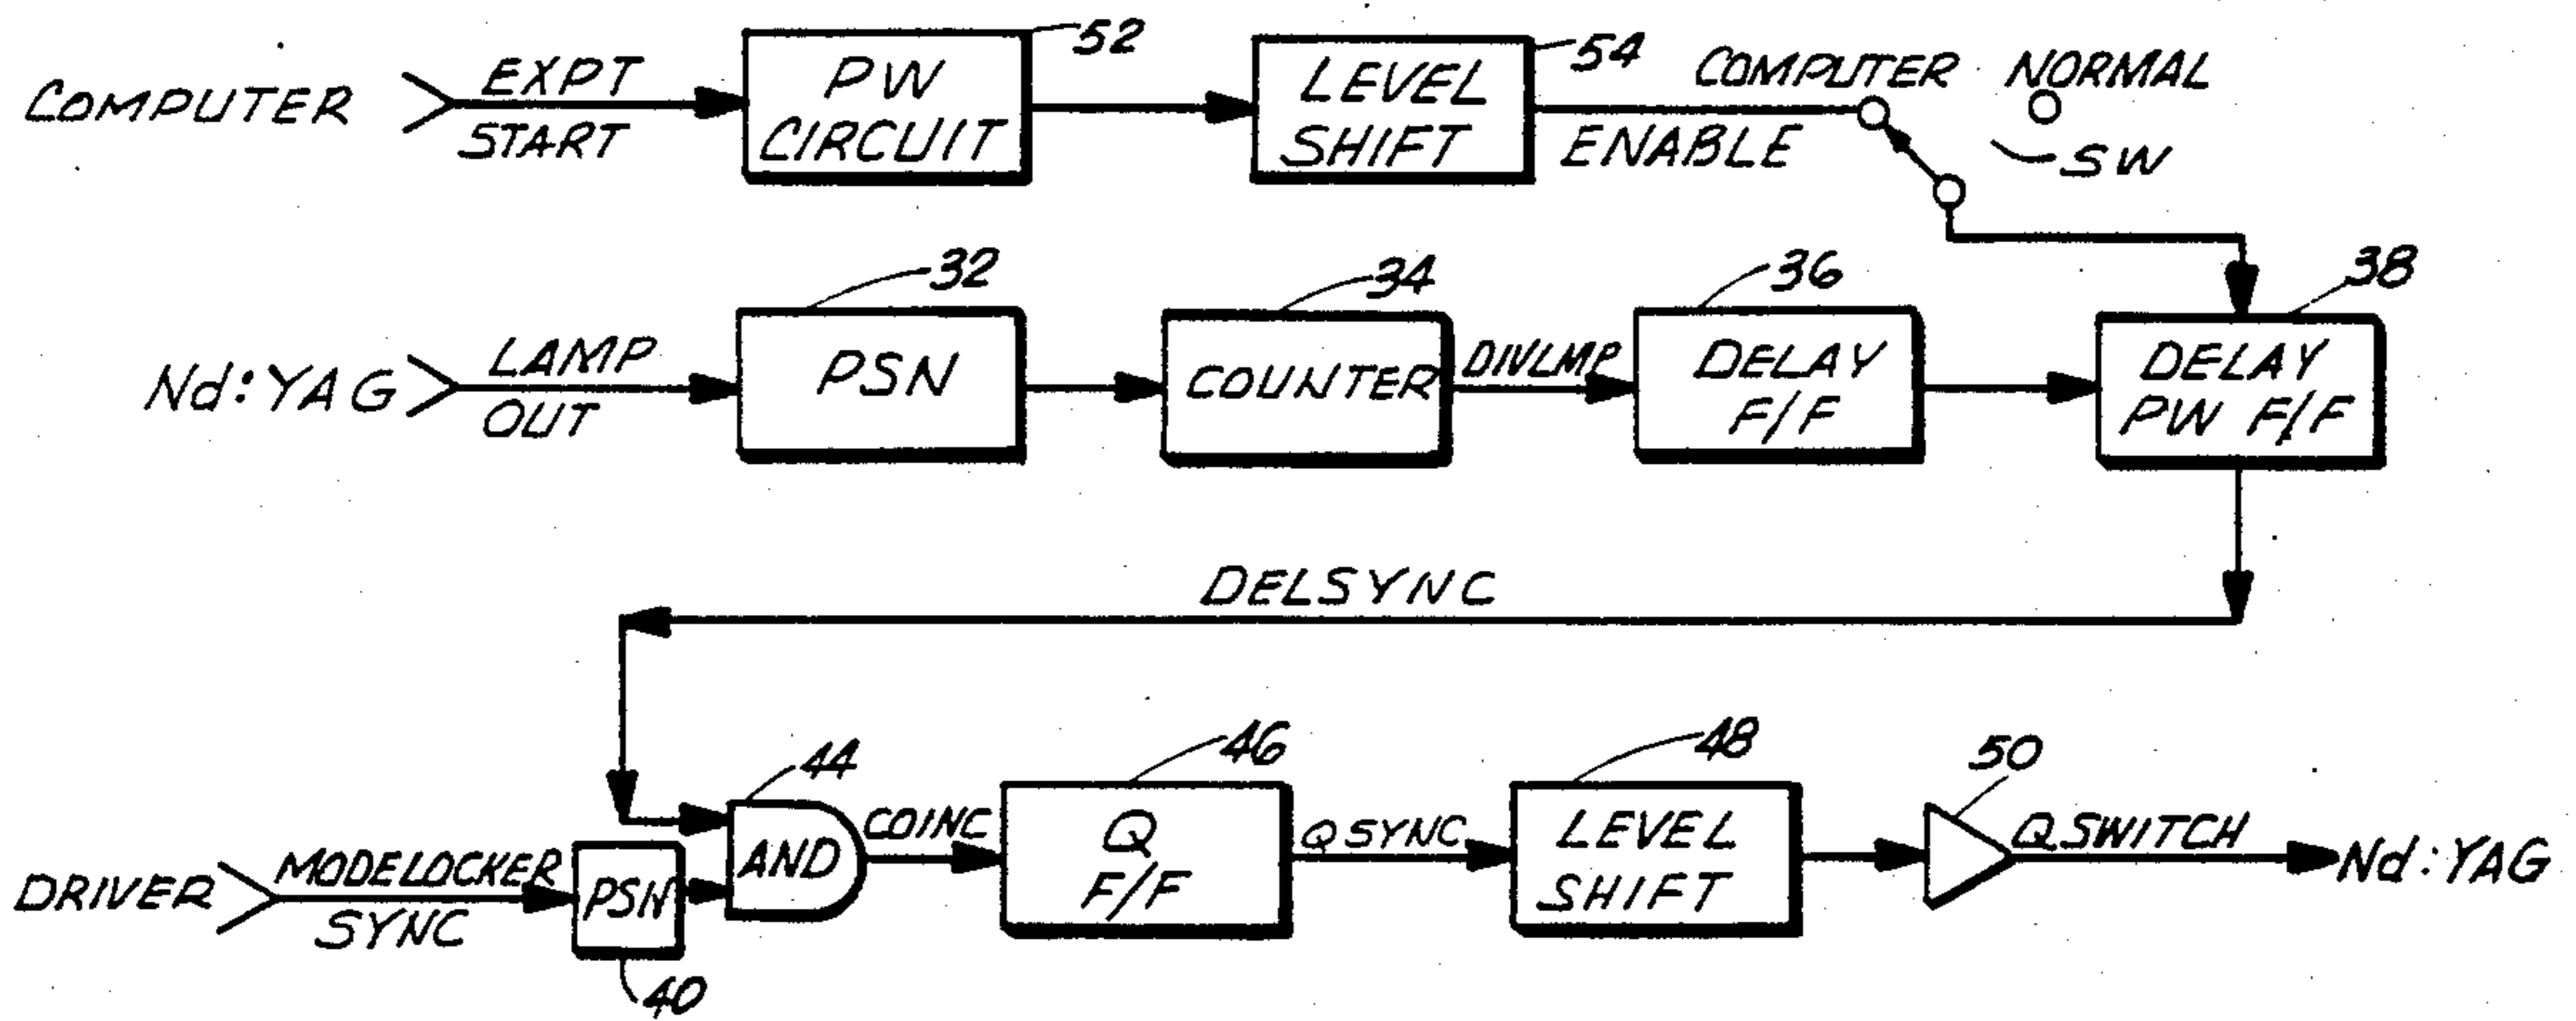 COMPUTER
EXPT
START
PW
CIRCUIT
52
LEVEL
SHIFT
54
COMPUTER
ENABLE
NORMAL
SW
Nd:YAG
LAMP
OUT
PSN
32
COUNTER
34
DIVLMP
DELAY
F/F
36
DELAY
PW F/F
38
DELSYNC
DRIVER
MODELOCKER
SYNC
PSN
40
AND
44
COINC
Q
F/F
46
QSYNC
LEVEL
SHIFT
48
50
QSWITCH
Nd:YAG